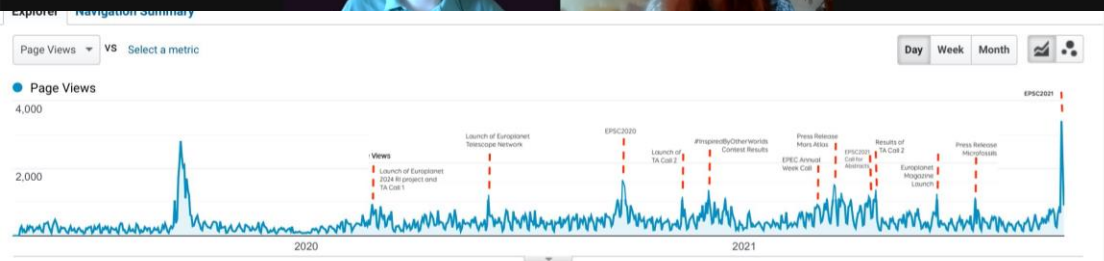 Explorer Navigation Summary
Page Views VS Select a metric
Day Week Month
Page Views
4,000
2,000
2020
2021
Views
Launch of Europlanet
2024 RI project and
TA Call 1
Launch of Europlanet
Telescope Network
EPSC2020
Launch of
TA Call 2
#InspiredByOtherWorlds
Contest Results
EPEC Annual
Week Call
Press Release
Mars Atlas
EPSC2021
Call for
Abstracts
Results of
TA Call 2
Europlanet
Magazine
Launch
Press Release
Microfossils
EPSC2021